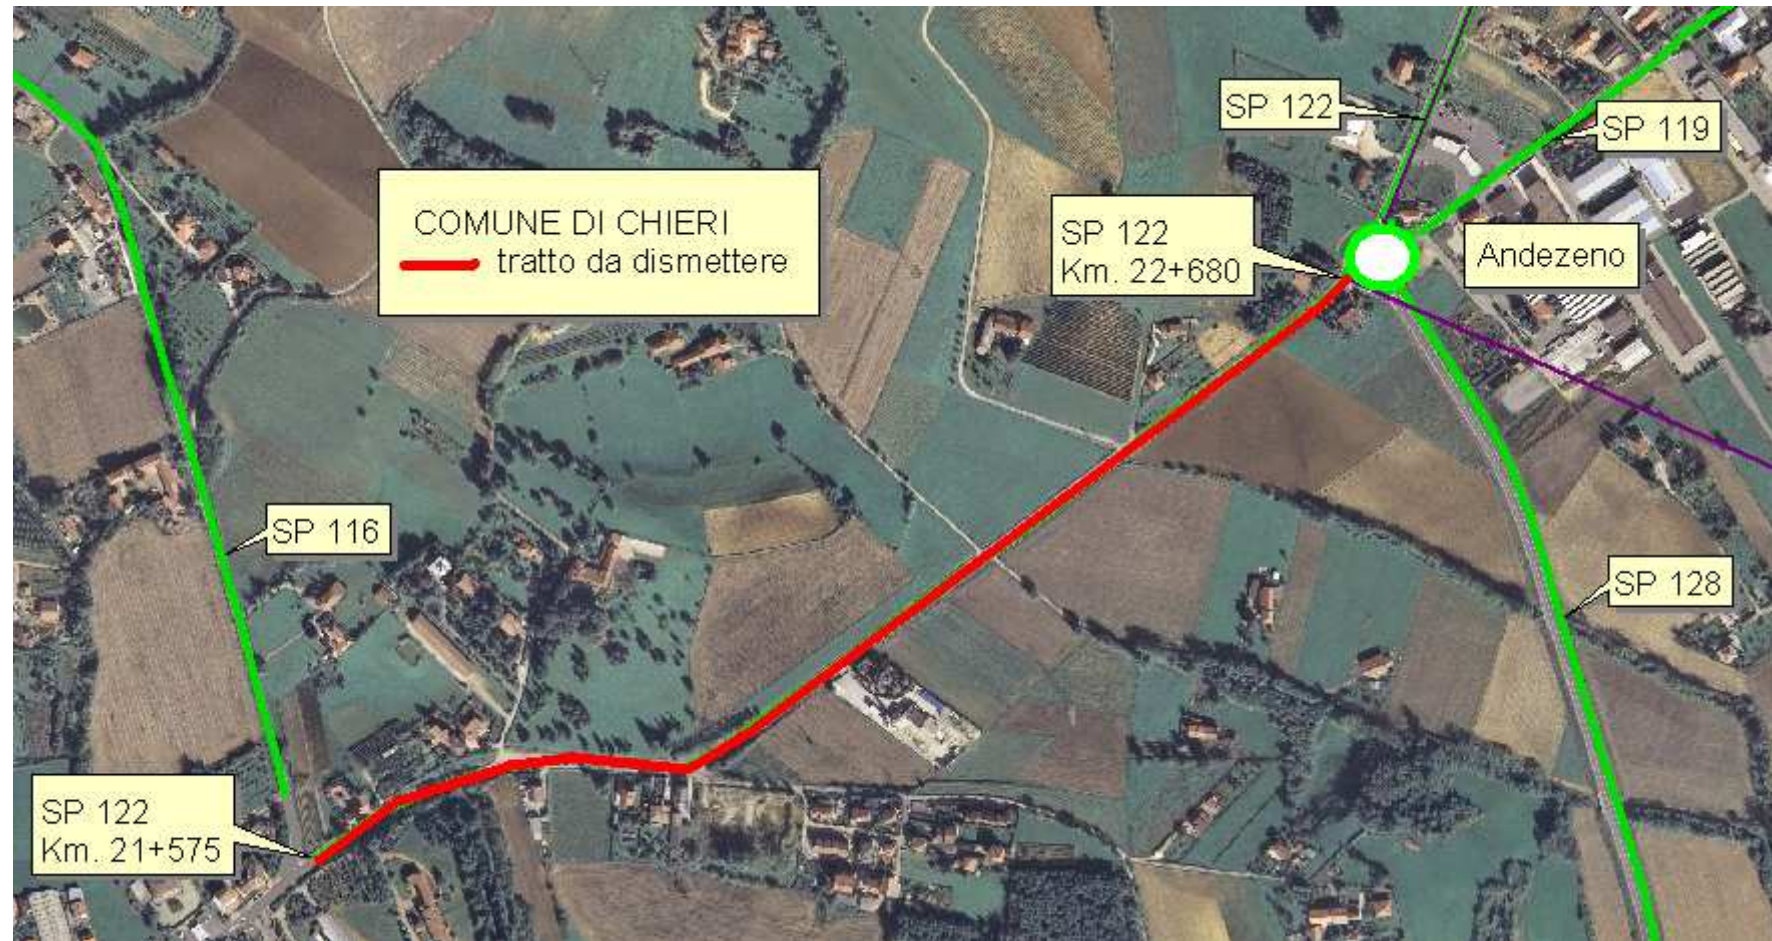 SP 122
SP 119
COMUNE DI CHIERI
tratto da dismettere
SP 122
Km. 22+680
Andezeno
SP 116
SP 128
SP 122
Km. 21+575